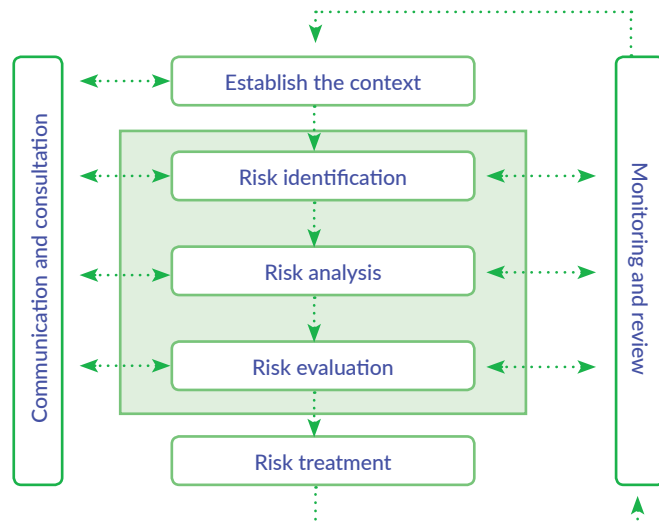 Establish the context
Communication and consultation
Risk identification
Monitoring and review
Risk analysis
Risk evaluation
Risk treatment